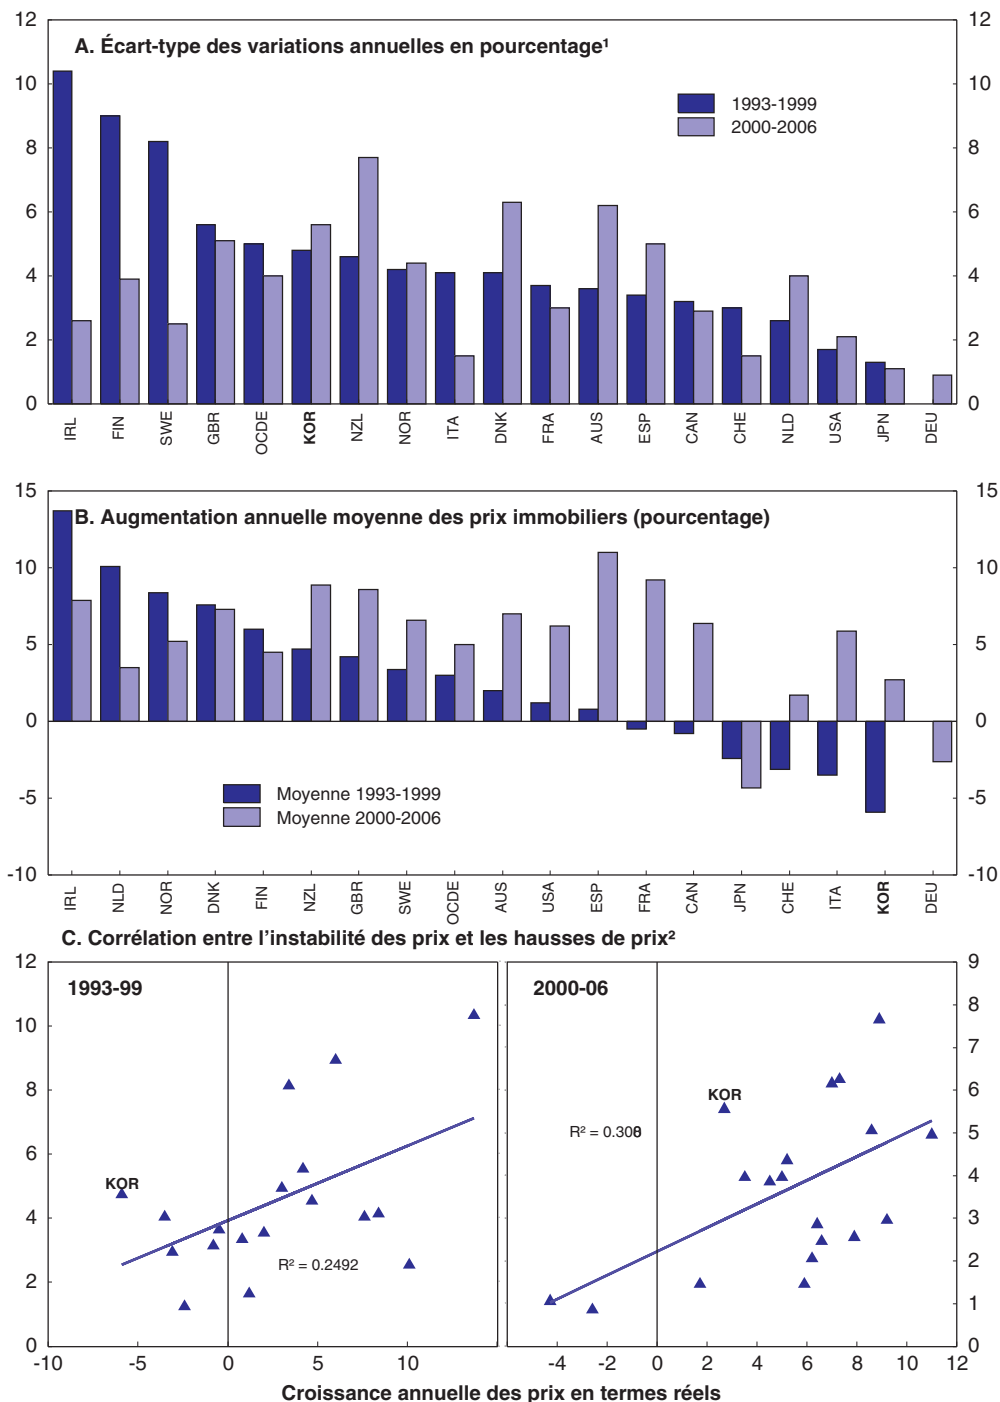 A. Écart-type des variations annuelles en pourcentage¹
12 12
10 10
8 8
6 6
4 4
2 2
0 0
1993-1999
2000-2006
IRL FIN SWE GBR OCDE KOR NZL NOR ITA DNK FRA AUS ESP CAN CHE NLD USA JPN DEU
B. Augmentation annuelle moyenne des prix immobiliers (pourcentage)
15 15
10 10
5 5
0 0
-5 -5
-10 -10
Moyenne 1993-1999
Moyenne 2000-2006
IRL NLD NOR DNK FIN NZL GBR SWE OCDE AUS USA ESP FRA CAN JPN CHE ITA KOR DEU
C. Corrélation entre l'instabilité des prix et les hausses de prix²
1993-99
12
10
8
6
4
2
0
KOR
R² = 0.2492
-10 -5 0 5 10
2000-06
9
8
7
6
5
4
3
2
1
0
KOR
R² = 0.30
-4 -2 0 2 4 6 8 10 12
Croissance annuelle des prix en termes réels